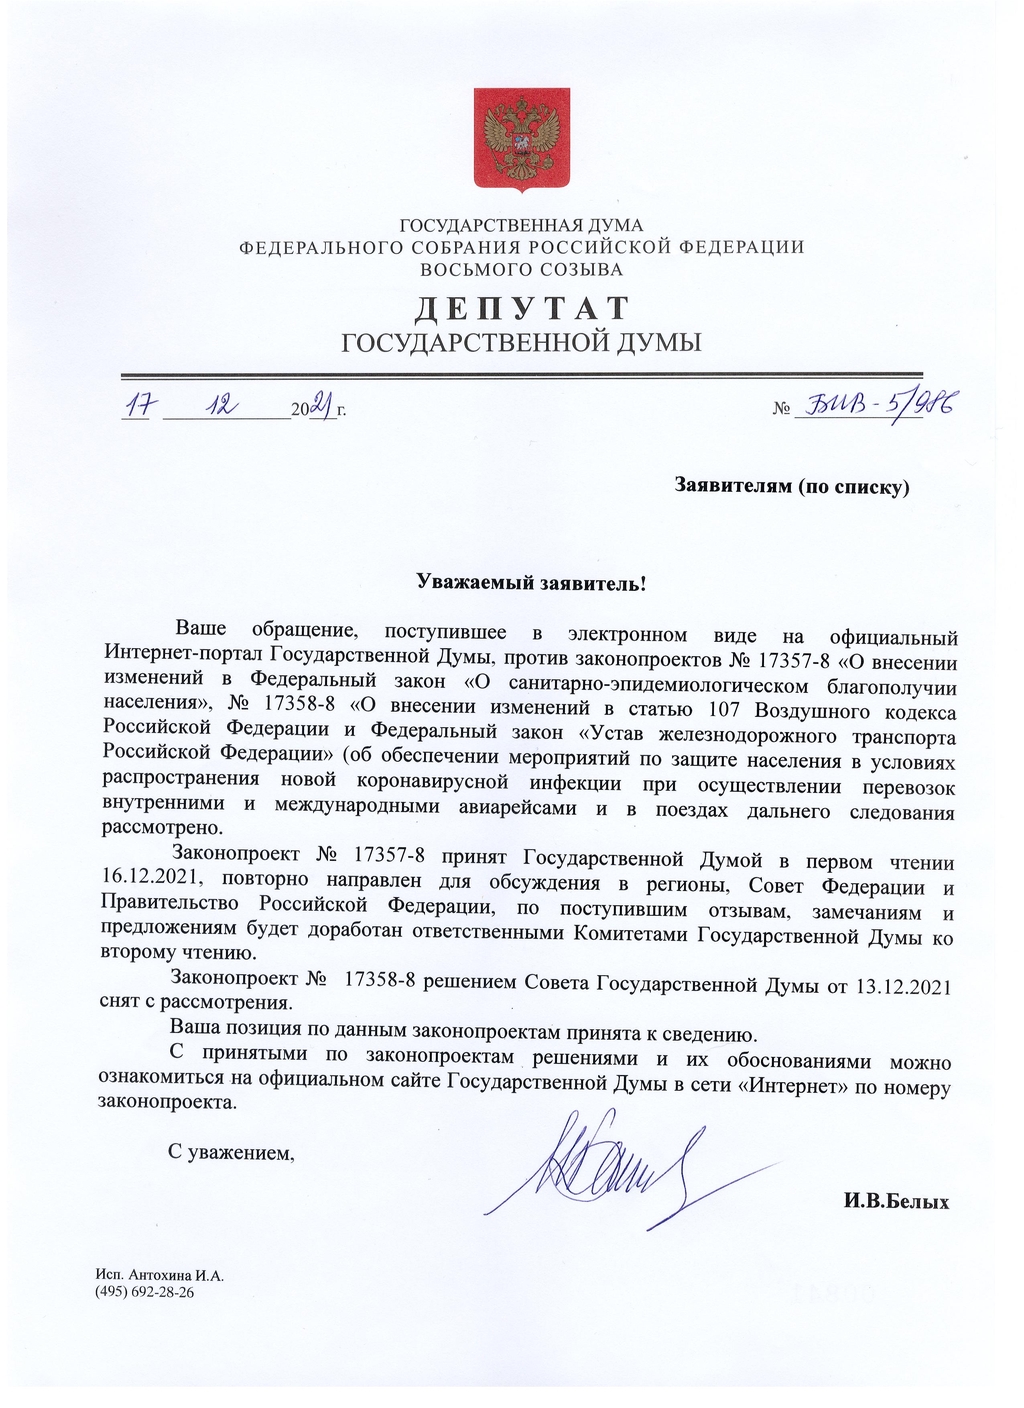 ГОСУДАРСТВЕННАЯ ДУМА
ФЕДЕРАЛЬНОГО СОБРАНИЯ РОССИЙСКОЙ ФЕДЕРАЦИИ
ВОСЬМОГО СОЗЫВА
ДЕПУТАТ
ГОСУДАРСТВЕННОЙ ДУМЫ
17 12 2021 г. № БИВ-5/986
Заявителям (по списку)
Уважаемый заявитель!
Ваше обращение, поступившее в электронном виде на официальный
Интернет-портал Государственной Думы, против законопроектов № 17357-8 «О внесении
изменений в Федеральный закон «О санитарно-эпидемиологическом благополучии
населения», № 17358-8 «О внесении изменений в статью 107 Воздушного кодекса
Российской Федерации и Федеральный закон «Устав железнодорожного транспорта
Российской Федерации» (об обеспечении мероприятий по защите населения в условиях
распространения новой коронавирусной инфекции при осуществлении перевозок
внутренними и международными авиарейсами и в поездах дальнего следования
рассмотрено.
Законопроект № 17357-8 принят Государственной Думой в первом чтении
16.12.2021, повторно направлен для обсуждения в регионы, Совет Федерации и
Правительство Российской Федерации, по поступившим отзывам, замечаниям и
предложениям будет доработан ответственными Комитетами Государственной Думы ко
второму чтению.
Законопроект № 17358-8 решением Совета Государственной Думы от 13.12.2021
снят с рассмотрения.
Ваша позиция по данным законопроектам принята к сведению.
С принятыми по законопроектам решениями и их обоснованиями можно
ознакомиться на официальном сайте Государственной Думы в сети «Интернет» по номеру
законопроекта.
С уважением,
И.В.Белых
Исп. Антохина И.А.
(495) 692-28-26